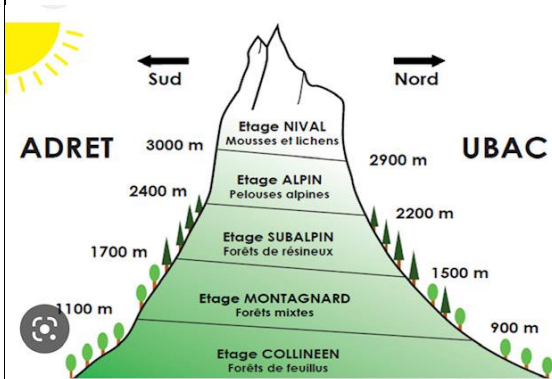 Sud
Nord
ADRET
UBAC
3000 m
Etage NIVAL
Mousses et lichens
2900 m
2400 m
Etage ALPIN
Pelouses alpines
2200 m
1700 m
Etage SUBALPIN
Forêts de résineux
1500 m
1100 m
Etage MONTAGNARD
Forêts mixtes
900 m
Etage COLLINEEN
Forêts de feuillus